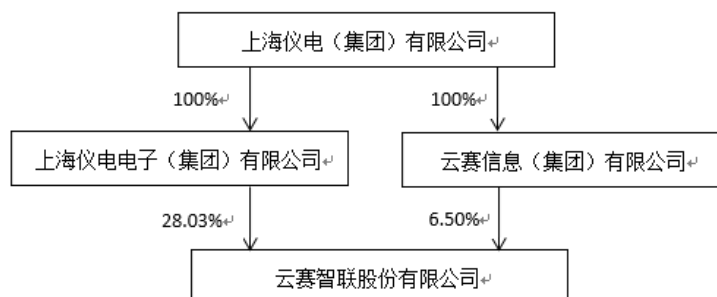 上海仪电（集团）有限公司↵
100%↵
100%↵
上海仪电电子（集团）有限公司↵
云赛信息（集团）有限公司↵
28.03%↵
6.50%↵
云赛智联股份有限公司↵